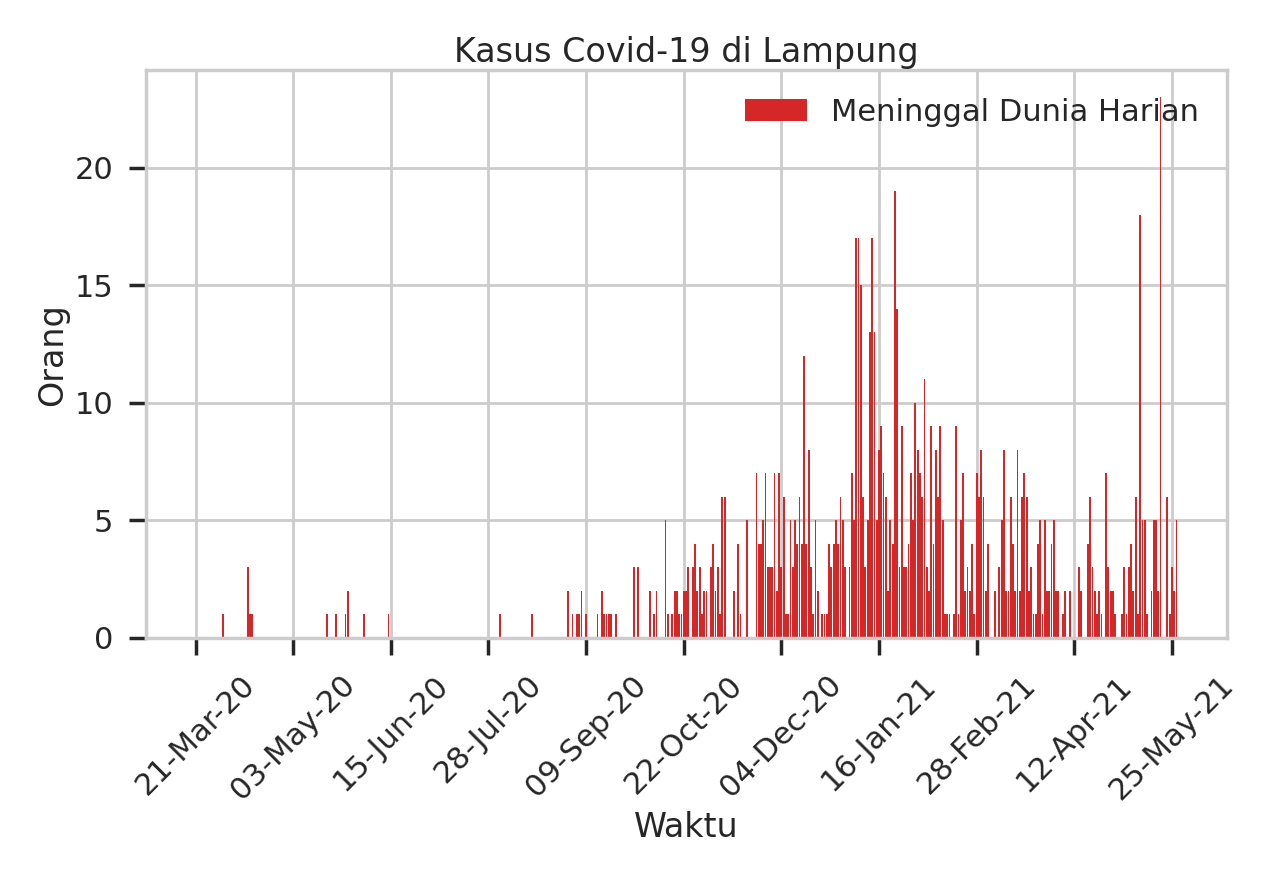 Kasus Covid-19 di Lampung
Meninggal Dunia Harian
20
15
10
5
0
Orang
21-Mar-20
03-May-20
15-Jun-20
28-Jul-20
09-Sep-20
22-Oct-20
04-Dec-20
16-Jan-21
28-Feb-21
12-Apr-21
25-May-21
Waktu